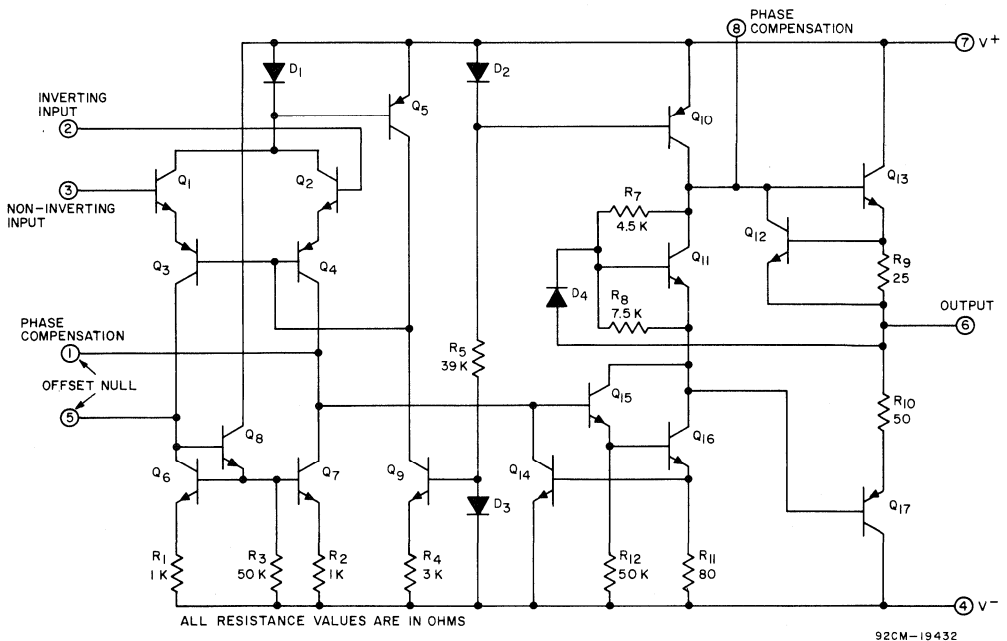 PHASE
COMPENSATION
8
7 V+
D1
D2
INVERTING
INPUT
2
Q5
Q10
Q1
Q2
Q13
3
NON-INVERTING
INPUT
R7
4.5 K
Q12
Q3
Q4
Q11
R9
25
D4
R8
7.5 K
OUTPUT
6
PHASE
COMPENSATION
1
R5
39 K
OFFSET NULL
Q15
R10
50
5
Q8
Q16
Q6
Q7
Q9
Q14
D3
Q17
R1
1 K
R3
50 K
R2
1K
R4
3 K
R12
50 K
R11
80
4 V-
ALL RESISTANCE VALUES ARE IN OHMS
92CM-19432